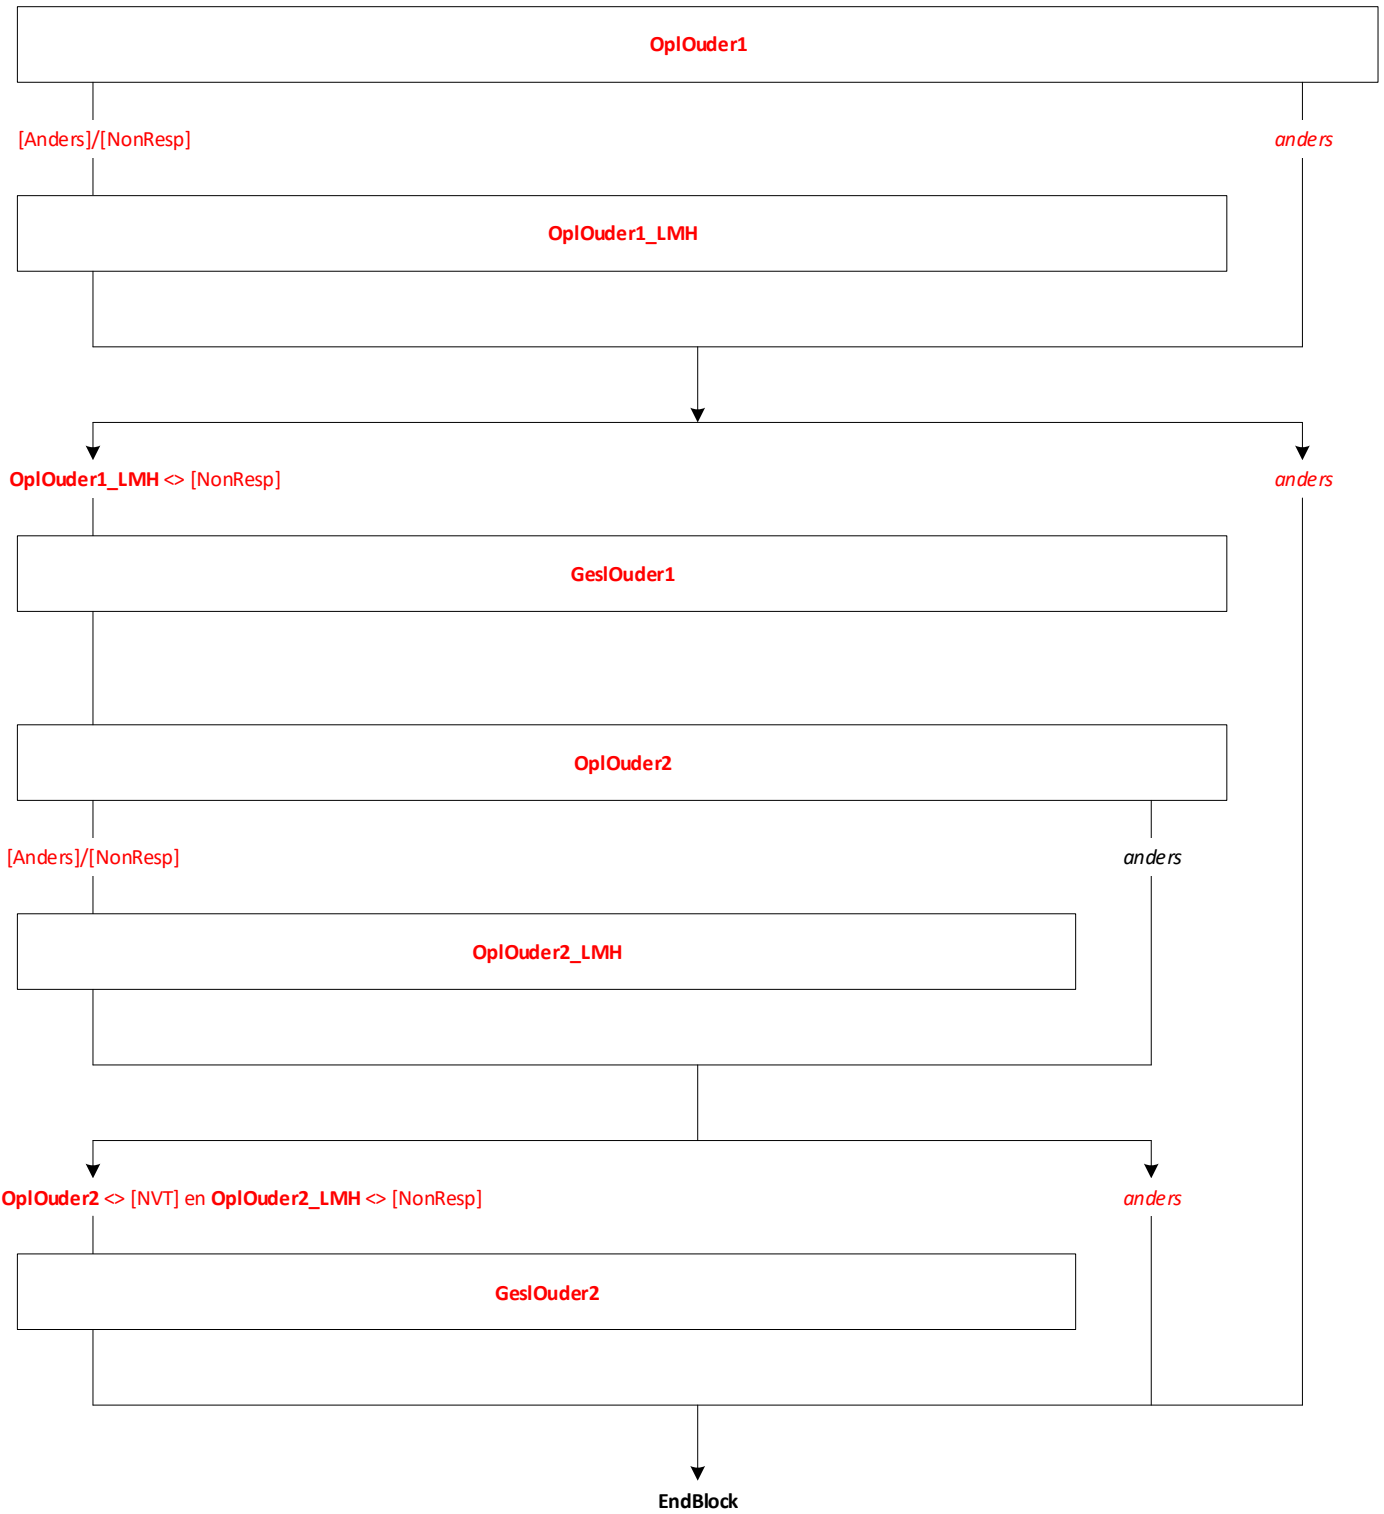 OplOuder1
[Anders]/[NonResp]
anders
OplOuder1_LMH
OplOuder1_LMH <> [NonResp]
anders
GeslOuder1
OplOuder2
[Anders]/[NonResp]
anders
OplOuder2_LMH
OplOuder2 <> [NVT] en OplOuder2_LMH <> [NonResp]
anders
GeslOuder2
EndBlock